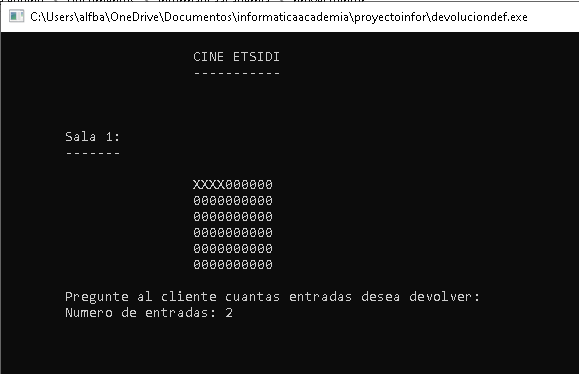 C:\Users\alfba\OneDrive\Documentos\informaticaacademia\proyectoinfor\devoluciondef.exe
CINE ETSIDI
-----------
Sala 1:
-------
XXXX000000
0000000000
0000000000
0000000000
0000000000
0000000000
Pregunte al cliente cuantas entradas desea devolver:
Numero de entradas: 2